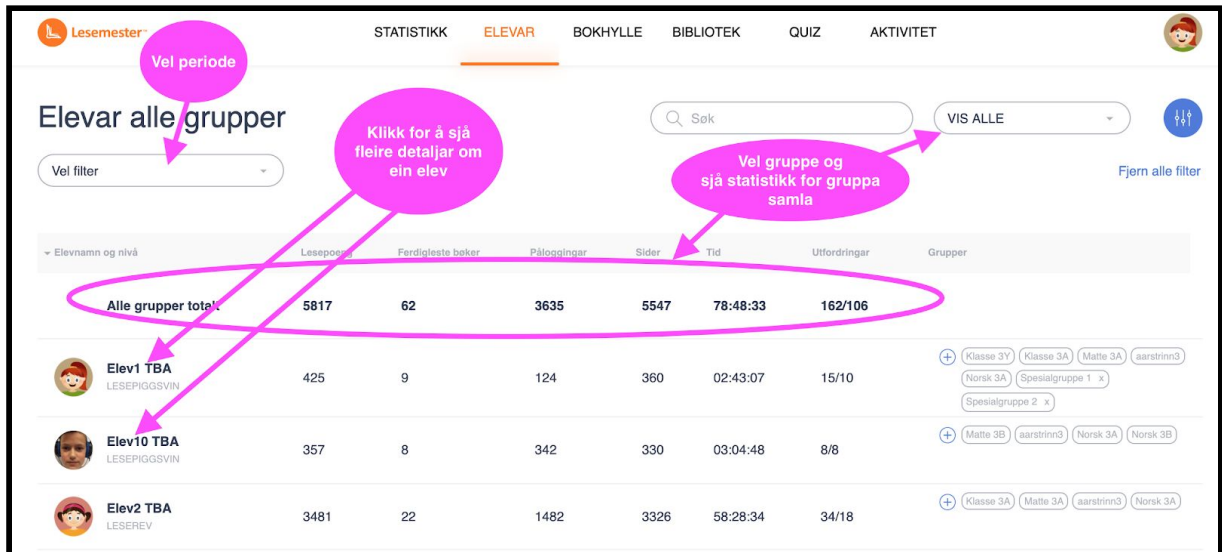 Lesemester™
STATISTIKK ELEVAR BOKHYLLE BIBLIOTEK QUIZ AKTIVITET
Vel periode
Elevar alle grupper
Klikk for å sjå
fleire detaljar om
ein elev
Søk
VIS ALLE
Vel filter
Vel gruppe og
sjå statistikk for gruppa
samla
Fjern alle filter
Elevnamn og nivå Lesepoeng Ferdigleste bøker Påloggingar Sider Tid Utfordringar Grupper
Alle grupper totalt 5817 62 3635 5547 78:48:33 162/106
Elev1 TBA
LESEPIGGSVIN
425 9 124 360 02:43:07 15/10
Klasse 3Y Klasse 3A Matte 3A aarstrinn3
Norsk 3A Spesialgruppe 1 x
Spesialgruppe 2 x
Elev10 TBA
LESEPIGGSVIN
357 8 342 330 03:04:48 8/8
Matte 3B aarstrinn3 Norsk 3A Norsk 3B
Elev2 TBA
LESEREV
3481 22 1482 3326 58:28:34 34/18
Klasse 3A Matte 3A aarstrinn3 Norsk 3A